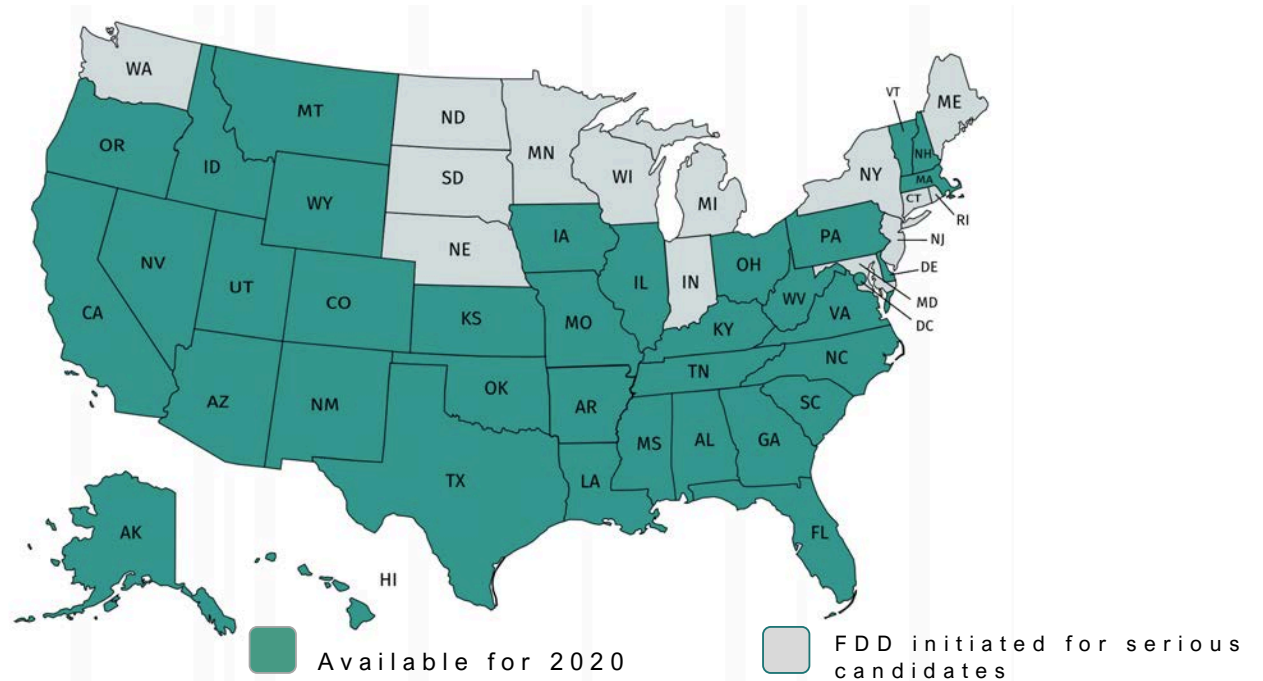 WA
MT
ND
MN
ME
VT
NH
OR
ID
SD
WI
NY
MA
CT
RI
MI
WY
NE
IA
PA
NJ
NV
UT
CO
IL
IN
OH
DE
CA
KS
MO
WV
VA
MD
DC
KY
AZ
NM
OK
AR
TN
NC
SC
MS
AL
GA
TX
LA
FL
AK
HI
Available for 2020
FDD initiated for serious
candidates